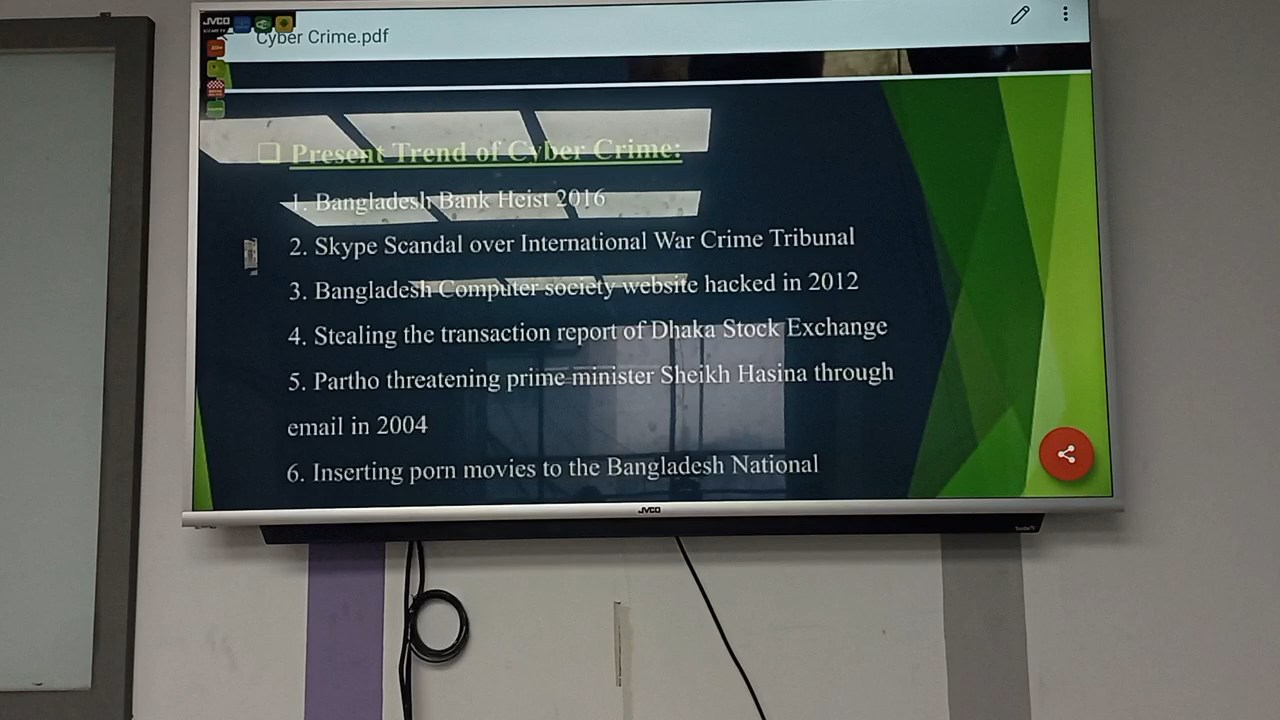 JVCO
Cyber Crime.pdf
❑ Present Trend of Cyber Crime:
1. Bangladesh Bank Heist 2016
2. Skype Scandal over International War Crime Tribunal
3. Bangladesh Computer society website hacked in 2012
4. Stealing the transaction report of Dhaka Stock Exchange
5. Partho threatening prime minister Sheikh Hasina through
email in 2004
6. Inserting porn movies to the Bangladesh National
JVCO